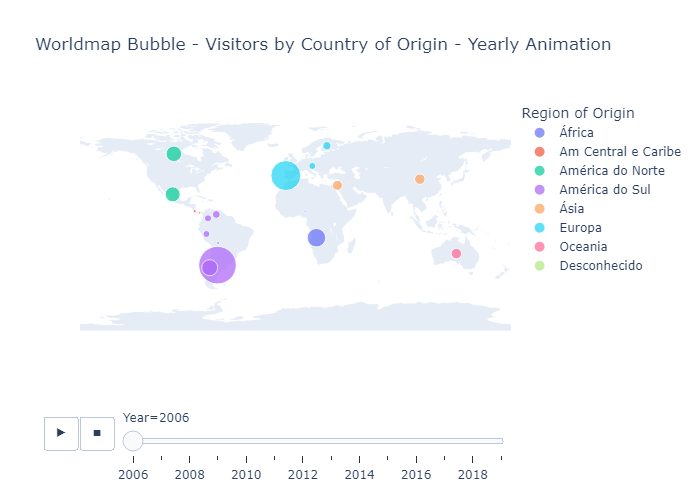 Worldmap Bubble - Visitors by Country of Origin - Yearly Animation
Region of Origin
África
Am Central e Caribe
América do Norte
América do Sul
Ásia
Europa
Oceania
Desconhecido
Year=2006
2006 2008 2010 2012 2014 2016 2018